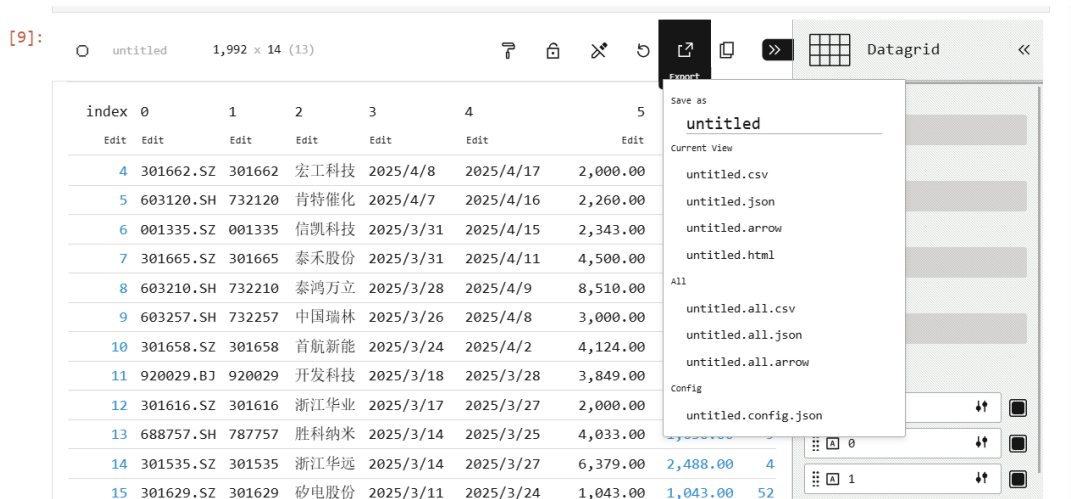 [9]:
untitled 1,992 x 14 (13) Export Datagrid
index 0 1 2 3 4 5
Edit Edit Edit Edit Edit Edit Edit
4 301662.SZ 301662 宏工科技 2025/4/8 2025/4/17 2,000.00
5 603120.SH 732120 肯特催化 2025/4/7 2025/4/16 2,260.00
6 001335.SZ 001335 信凯科技 2025/3/31 2025/4/15 2,343.00
7 301665.SZ 301665 泰禾股份 2025/3/31 2025/4/11 4,500.00
8 603210.SH 732210 泰鸿万立 2025/3/28 2025/4/9 8,510.00
9 603257.SH 732257 中国瑞林 2025/3/26 2025/4/8 3,000.00
10 301658.SZ 301658 首航新能 2025/3/24 2025/4/2 4,124.00
11 920029.BJ 920029 开发科技 2025/3/18 2025/3/28 3,849.00
12 301616.SZ 301616 浙江华业 2025/3/17 2025/3/27 2,000.00
13 688757.SH 787757 胜科纳米 2025/3/14 2025/3/25 4,033.00
14 301535.SZ 301535 浙江华远 2025/3/14 2025/3/27 6,379.00 2,488.00 4
15 301629.SZ 301629 矽电股份 2025/3/11 2025/3/24 1,043.00 1,043.00 52
Save as
untitled
Current View
untitled.csv
untitled.json
untitled.arrow
untitled.html
All
untitled.all.csv
untitled.all.json
untitled.all.arrow
Config
untitled.config.json
A 0
A 1